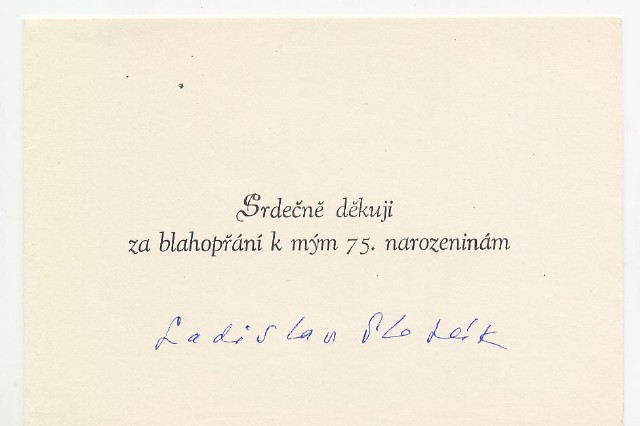 Srdečně děkuji
za blahopřání k mým 75. narozeninám
Ladislav